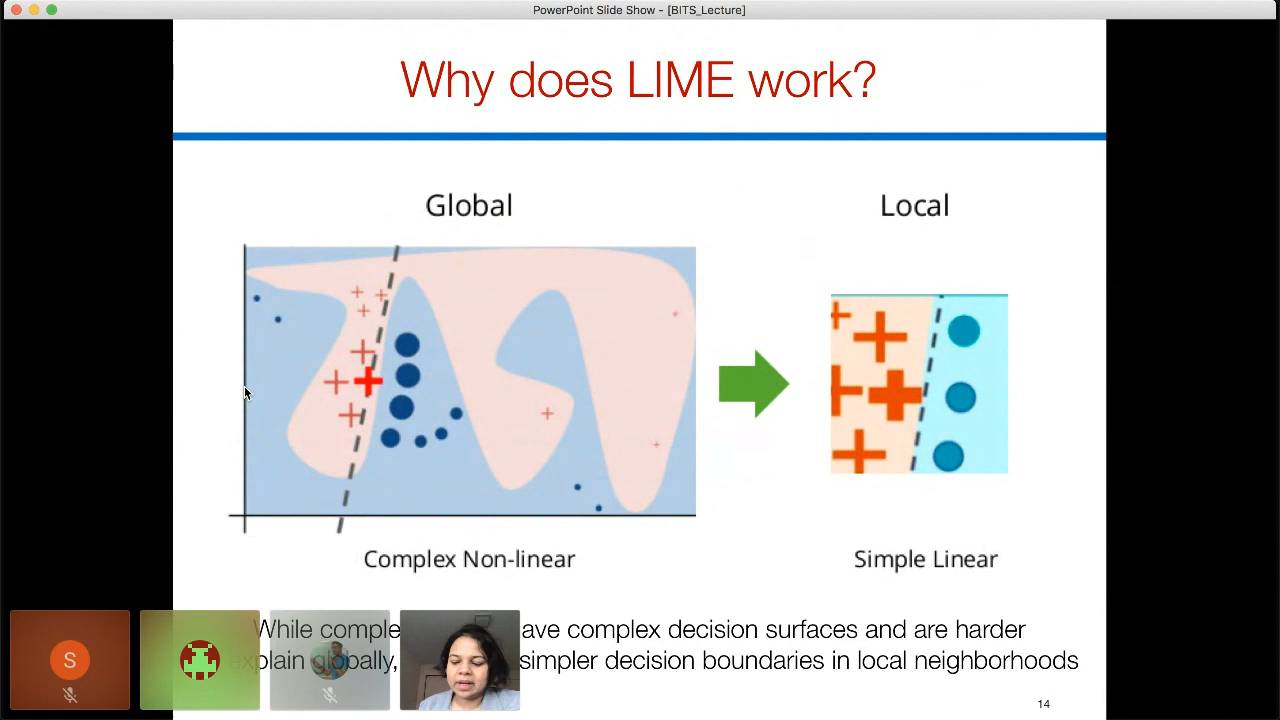 PowerPoint Slide Show - [BITS_Lecture]
Why does LIME work?
Global
Local
Complex Non-linear
Simple Linear
While comple ave complex decision surfaces and are harder
xplain globally, simpler decision boundaries in local neighborhoods
S
14